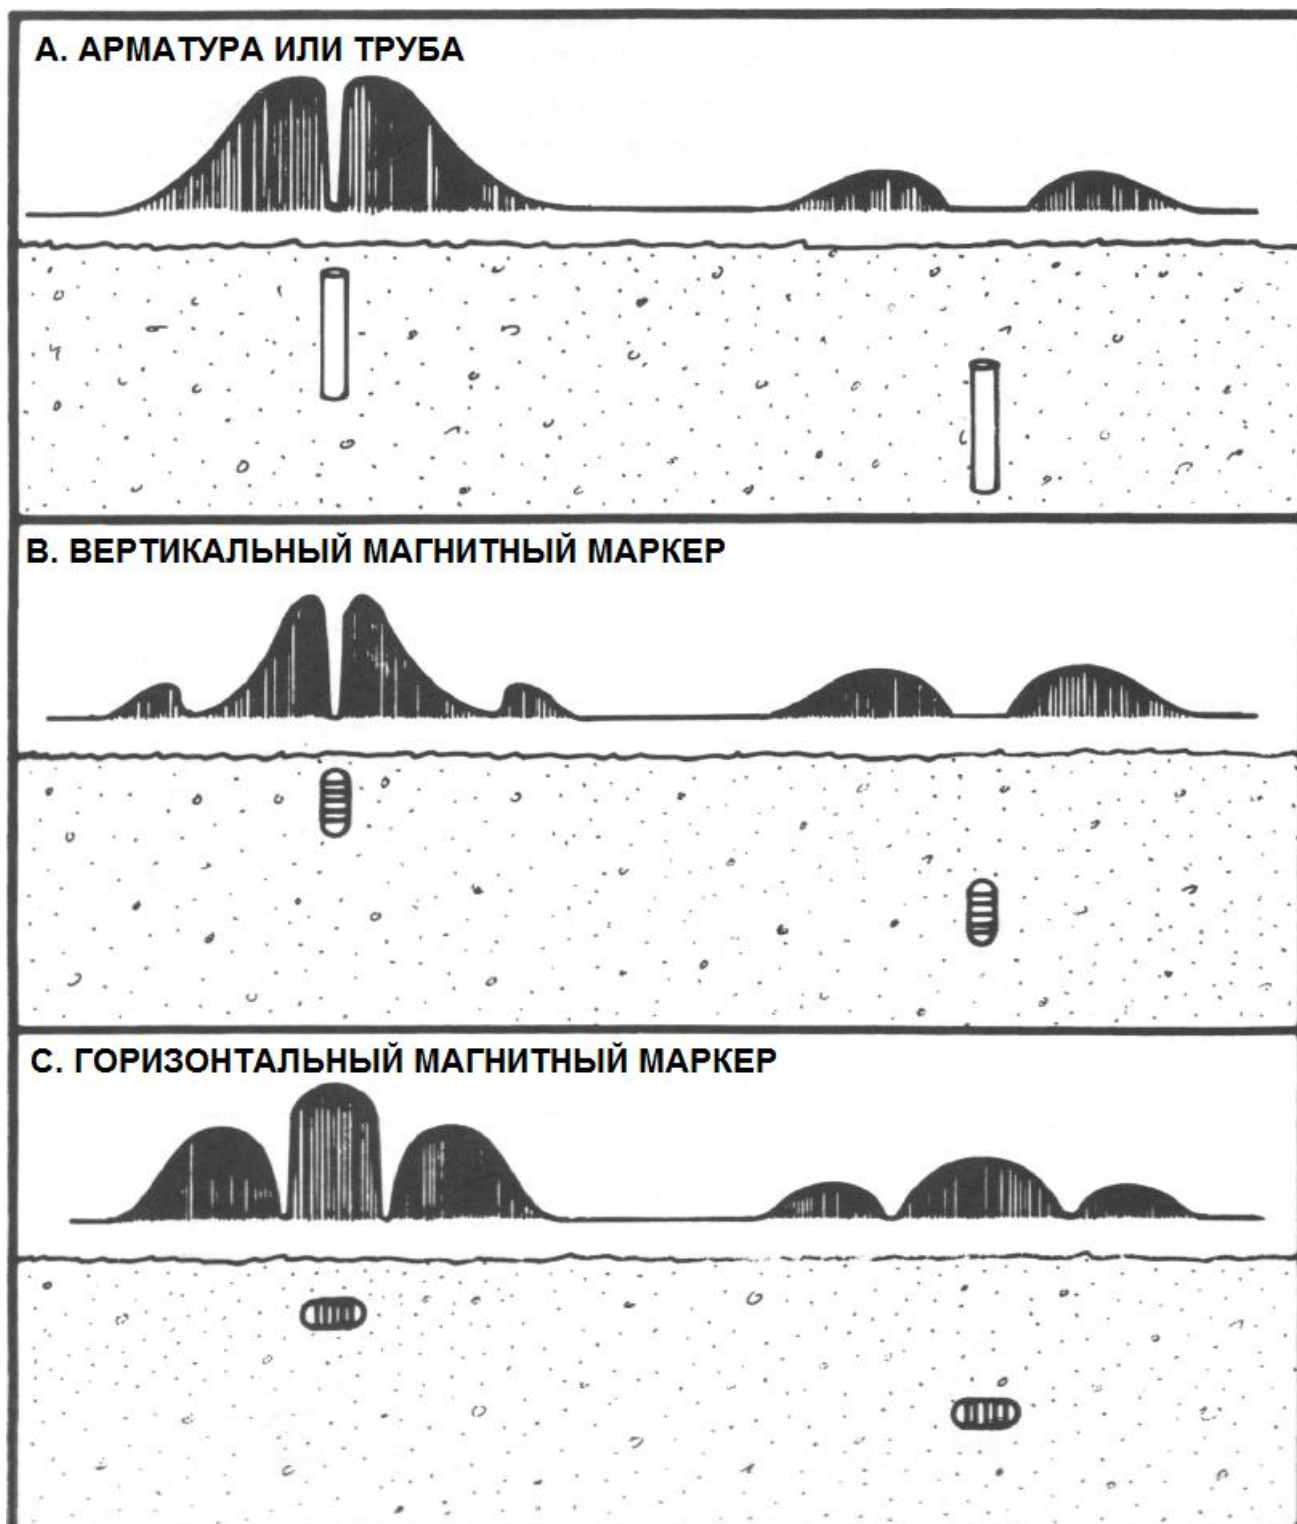 А. АРМАТУРА ИЛИ ТРУБА
В. ВЕРТИКАЛЬНЫЙ МАГНИТНЫЙ МАРКЕР
С. ГОРИЗОНТАЛЬНЫЙ МАГНИТНЫЙ МАРКЕР